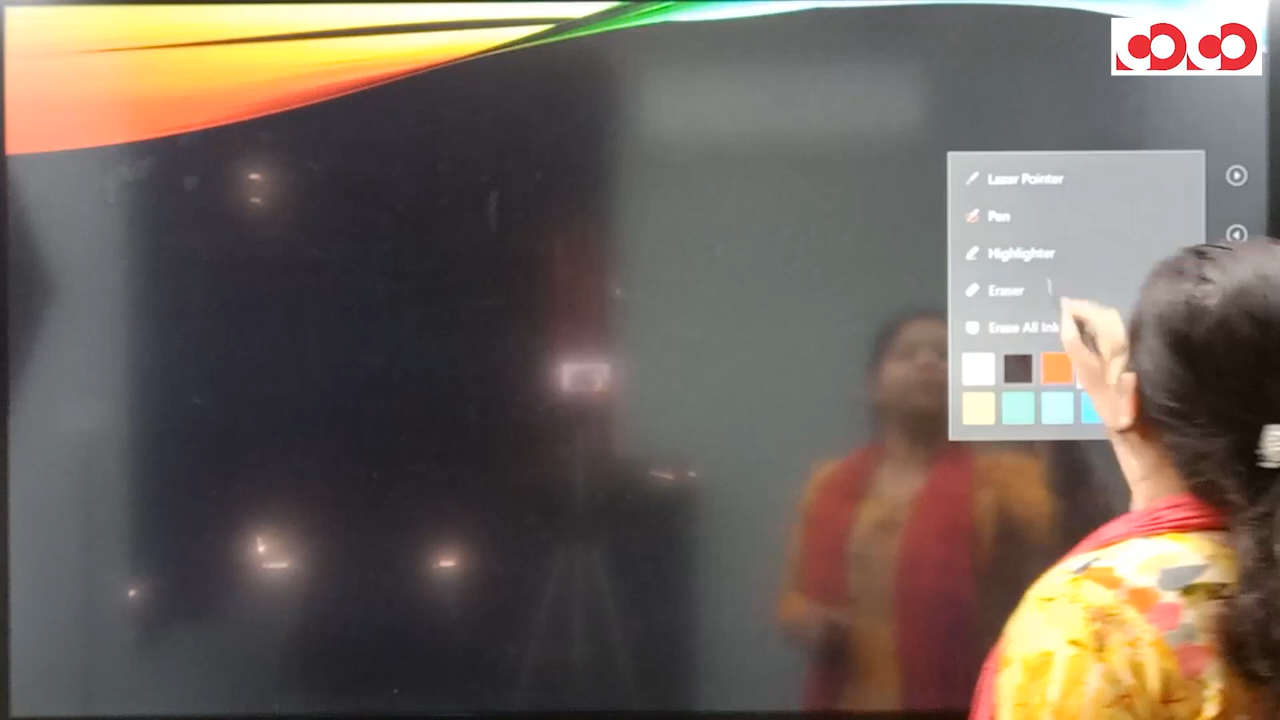 Laser Pointer
Pen
Highlighter
Eraser
Erase All Ink